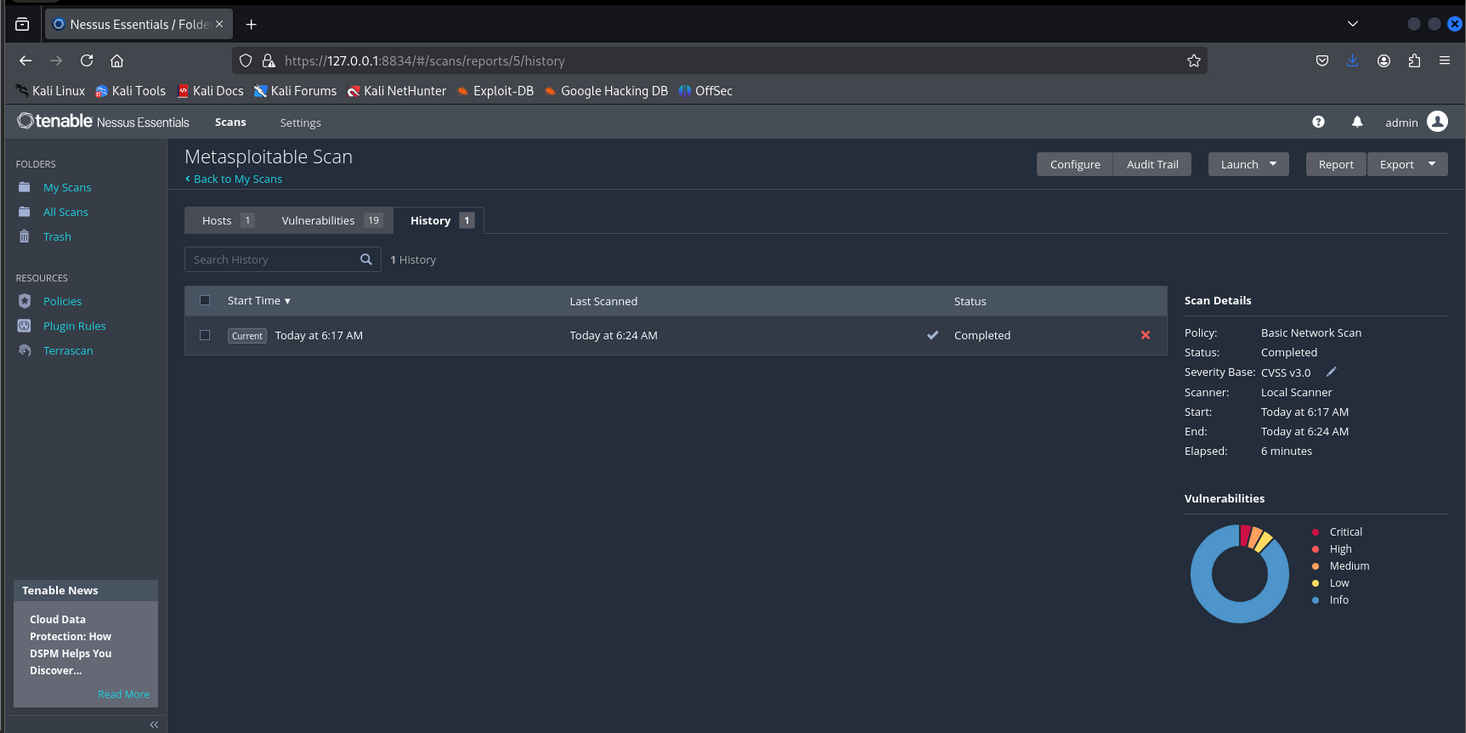 Nessus Essentials / Folde
https://127.0.0.1:8834/#/scans/reports/5/history
Kali Linux Kali Tools Kali Docs Kali Forums Kali NetHunter Exploit-DB Google Hacking DB OffSec
tenable Nessus Essentials Scans Settings admin
FOLDERS
My Scans
All Scans
Trash
RESOURCES
Policies
Plugin Rules
Terrascan
Tenable News
Cloud Data
Protection: How
DSPM Helps You
Discover...
Read More
Metasploitable Scan
Back to My Scans
Configure Audit Trail Launch Report Export
Hosts 1 Vulnerabilities 19 History 1
Search History 1 History
Start Time Last Scanned Status
Current Today at 6:17 AM Today at 6:24 AM Completed
Scan Details
Policy: Basic Network Scan
Status: Completed
Severity Base: CVSS v3.0
Scanner: Local Scanner
Start: Today at 6:17 AM
End: Today at 6:24 AM
Elapsed: 6 minutes
Vulnerabilities
Critical
High
Medium
Low
Info